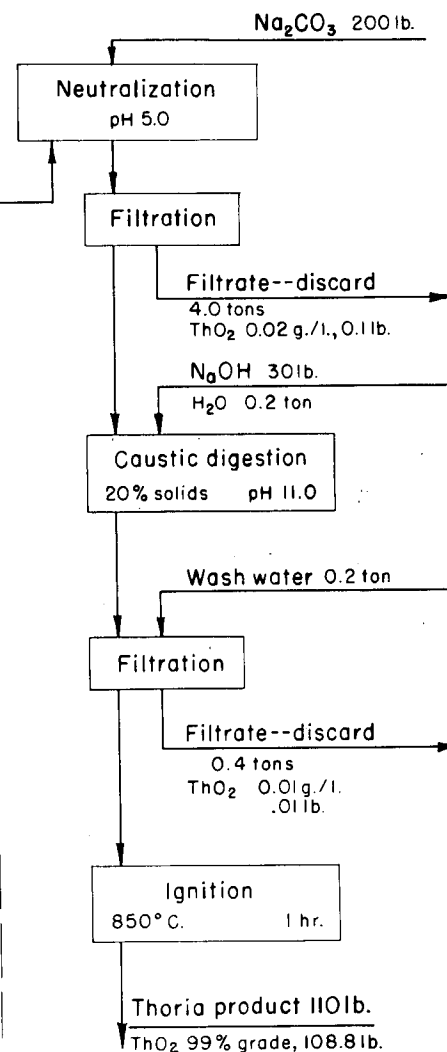 Na₂CO₃ 200 lb.
Neutralization
pH 5.0
Filtration
Filtrate--discard
4.0 tons
ThO₂ 0.02 g./l., 0.1 lb.
NaOH 30 lb.
H₂O 0.2 ton
Caustic digestion
20% solids pH 11.0
Wash water 0.2 ton
Filtration
Filtrate--discard
0.4 tons
ThO₂ 0.01 g./l.
.01 lb.
Ignition
850° C. 1 hr.
Thoria product 110 lb.
ThO₂ 99% grade, 108.8 lb.